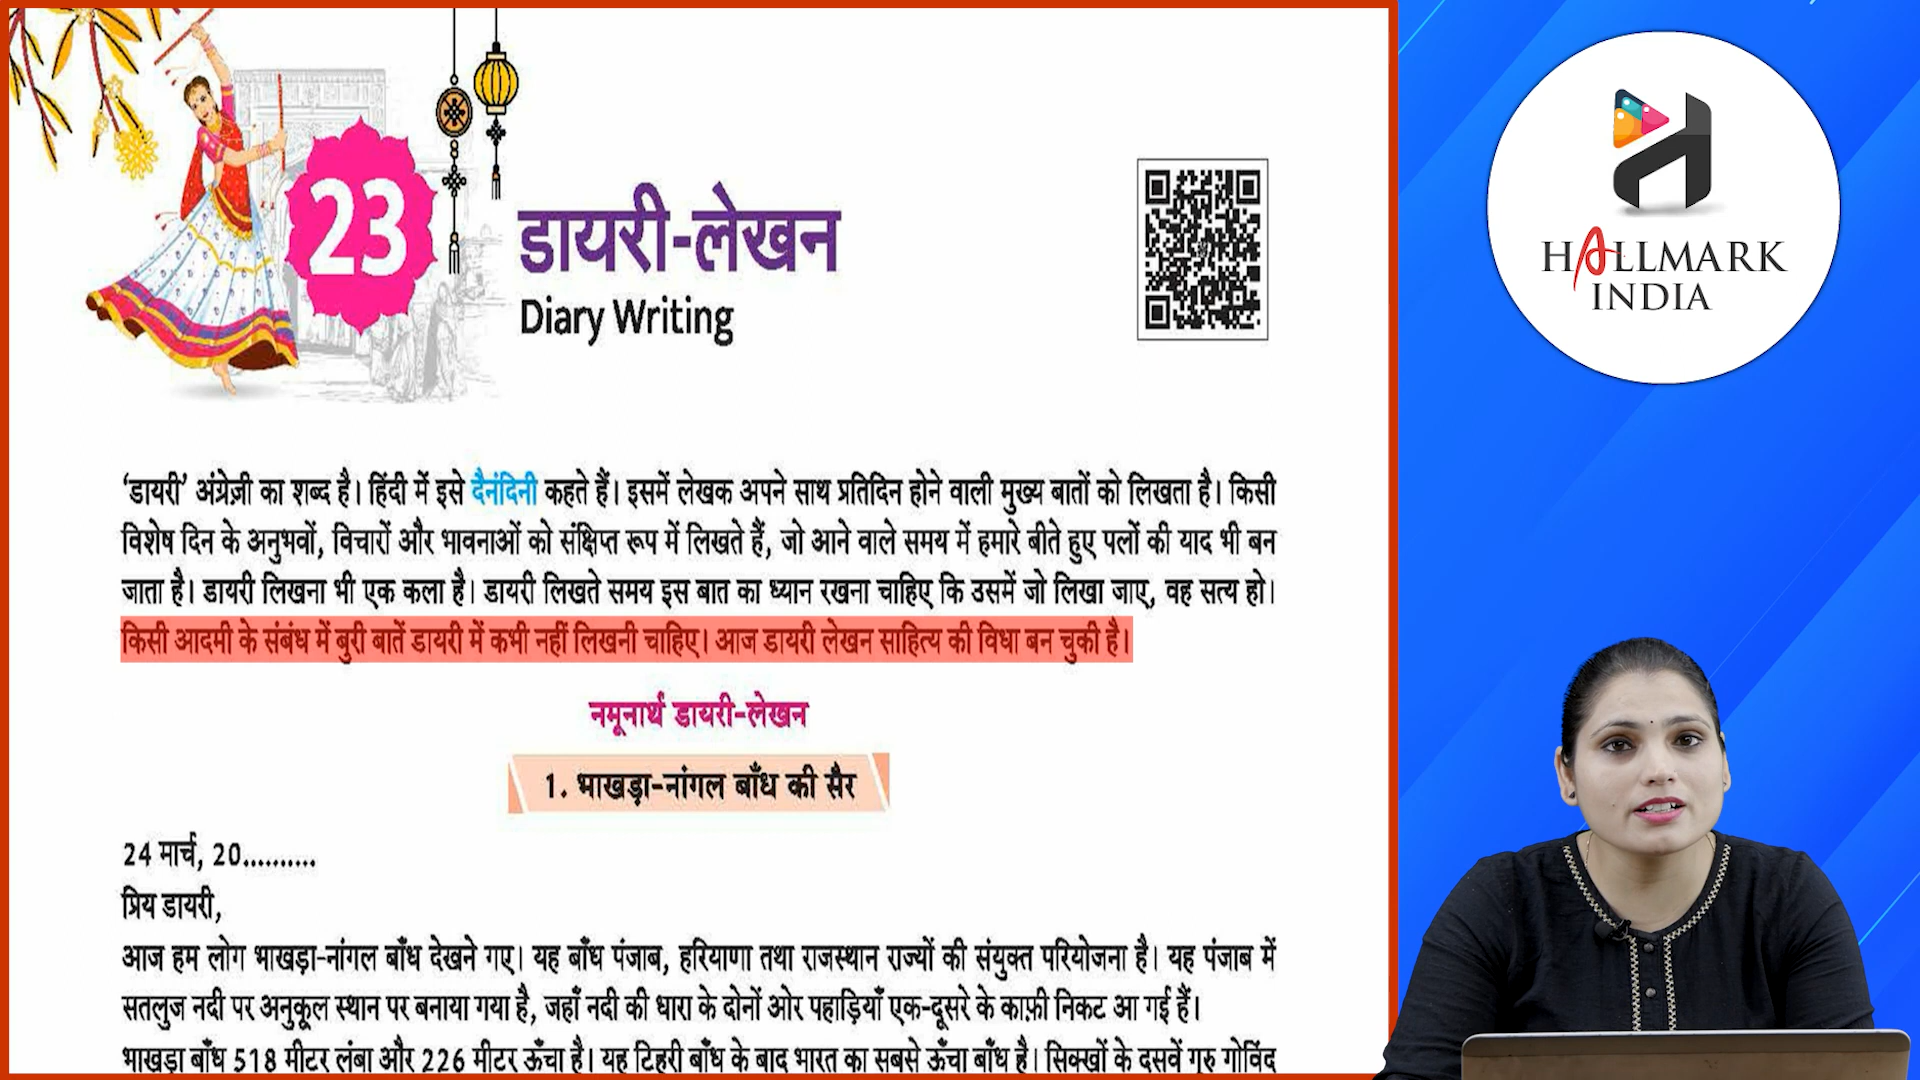 23
डायरी-लेखन
Diary Writing
‘डायरी’ अंग्रेज़ी का शब्द है। हिंदी में इसे दैनंदिनी कहते हैं। इसमें लेखक अपने साथ प्रतिदिन होने वाली मुख्य बातों को लिखता है। किसी
विशेष दिन के अनुभवों, विचारों और भावनाओं को संक्षिप्त रूप में लिखते हैं, जो आने वाले समय में हमारे बीते हुए पलों की याद भी बन
जाता है। डायरी लिखना भी एक कला है। डायरी लिखते समय इस बात का ध्यान रखना चाहिए कि उसमें जो लिखा जाए, वह सत्य हो।
किसी आदमी के संबंध में बुरी बातें डायरी में कभी नहीं लिखनी चाहिए। आज डायरी लेखन साहित्य की विधा बन चुकी है।
नमूनार्थ डायरी-लेखन
1. भाखड़ा-नांगल बाँध की सैर
24 मार्च, 20..........
प्रिय डायरी,
आज हम लोग भाखड़ा-नांगल बाँध देखने गए। यह बाँध पंजाब, हरियाणा तथा राजस्थान राज्यों की संयुक्त परियोजना है। यह पंजाब में
सतलुज नदी पर अनुकूल स्थान पर बनाया गया है, जहाँ नदी की धारा के दोनों ओर पहाड़ियाँ एक-दूसरे के काफ़ी निकट आ गई हैं।
भाखड़ा बाँध 518 मीटर लंबा और 226 मीटर ऊँचा है। यह टिहरी बाँध के बाद भारत का सबसे ऊँचा बाँध है। सिक्खों के दसवें गुरु गोविंद
HALLMARK
INDIA